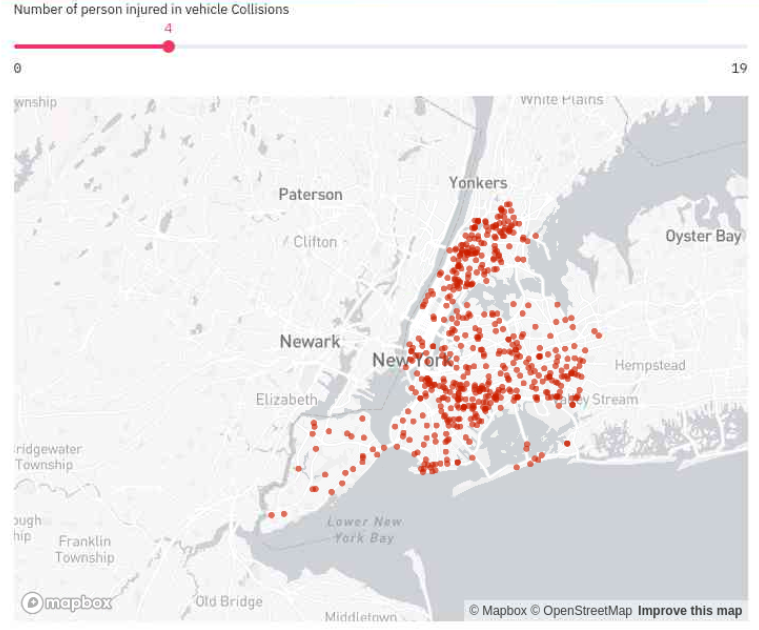 Number of person injured in vehicle Collisions
4
0
19
wnship
White Plains
Yonkers
Paterson
Clifton
Oyster Bay
Newark
New York
Hempstead
Elizabeth
Stream
ridgewater
Township
Lower New
York Bay
ough
hip
Franklin
Township
Old Bridge
Middletown
mapbox
© Mapbox © OpenStreetMap Improve this map